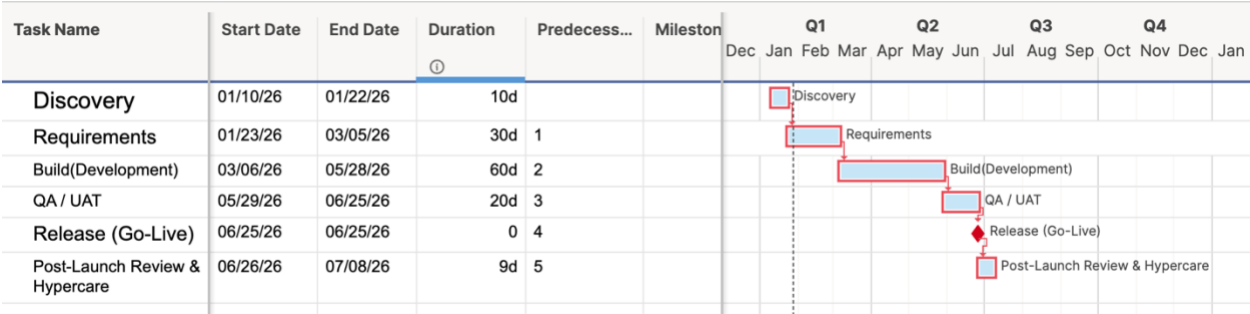 Task Name Start Date End Date Duration Predecess... Mileston Q1 Q2 Q3 Q4
Dec Jan Feb Mar Apr May Jun Jul Aug Sep Oct Nov Dec Jan
Discovery 01/10/26 01/22/26 10d Discovery
Requirements 01/23/26 03/05/26 30d 1 Requirements
Build(Development) 03/06/26 05/28/26 60d 2 Build(Development)
QA / UAT 05/29/26 06/25/26 20d 3 QA / UAT
Release (Go-Live) 06/25/26 06/25/26 0 4 Release (Go-Live)
Post-Launch Review & 06/26/26 07/08/26 9d 5 Post-Launch Review & Hypercare
Hypercare